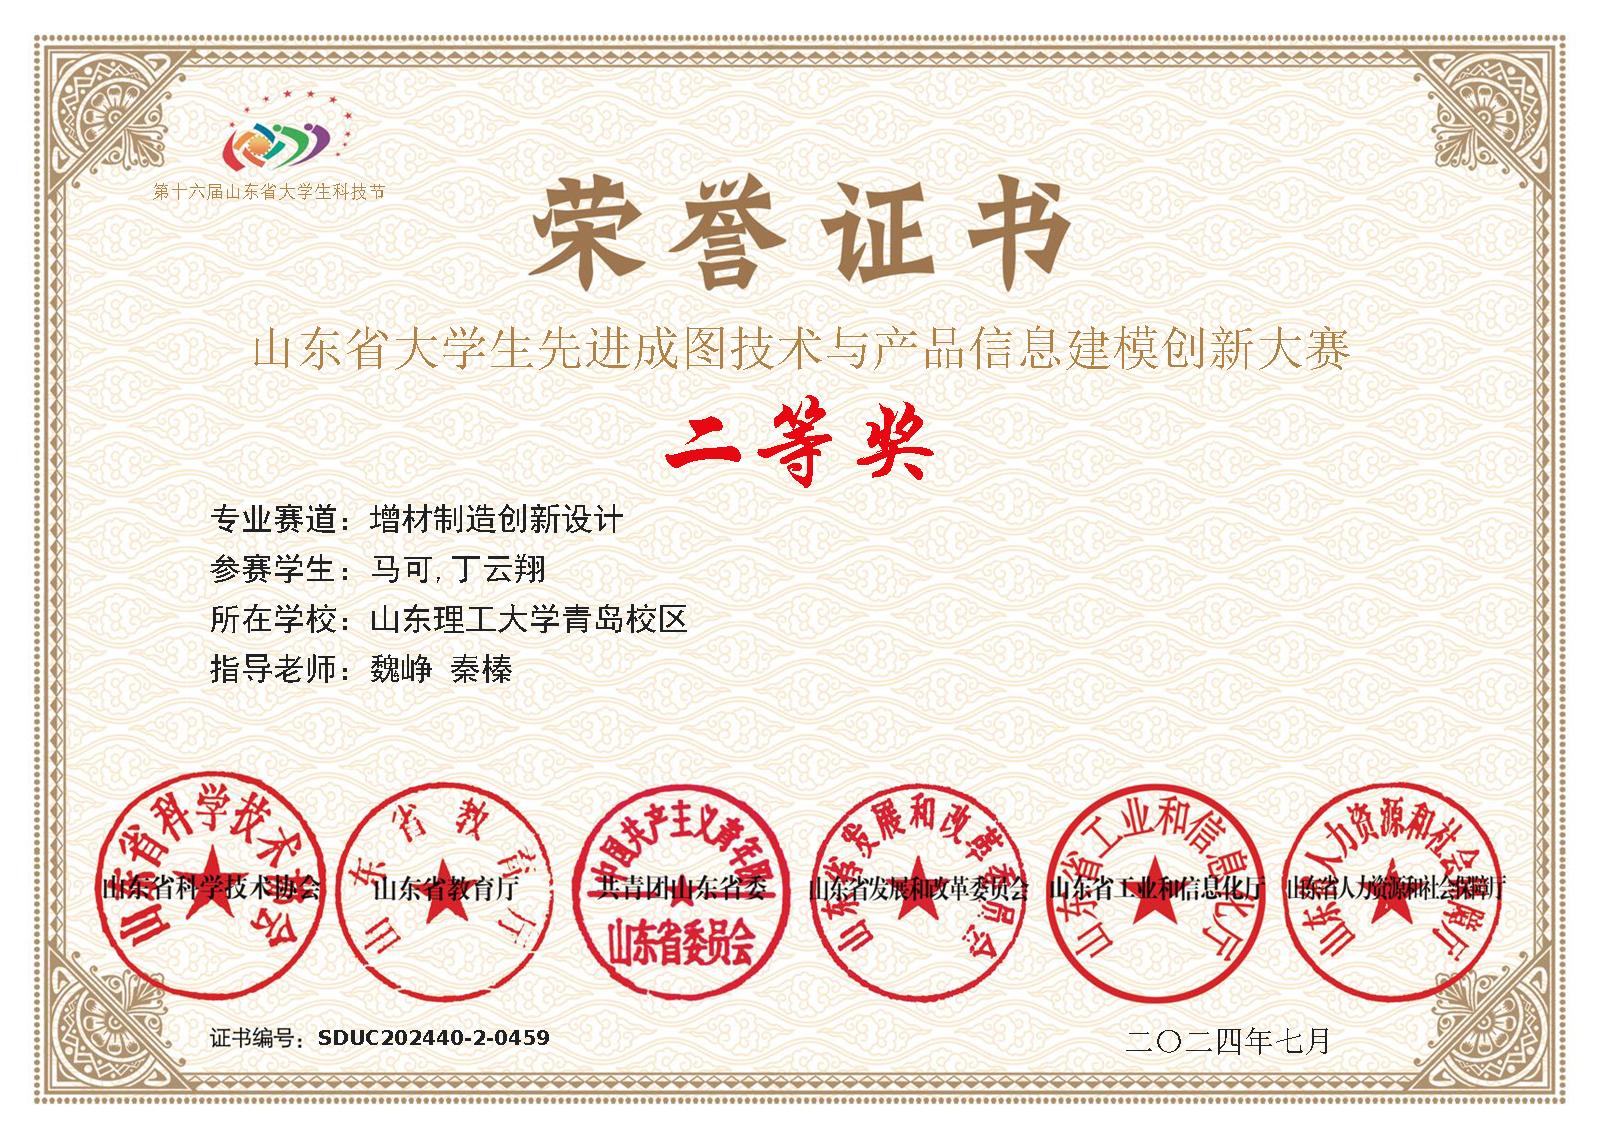 第十六届山东省大学生科技节
荣誉证书
山东省大学生先进成图技术与产品信息建模创新大赛
二等奖
专业赛道：增材制造创新设计
参赛学生：马可,丁云翔
所在学校：山东理工大学青岛校区
指导老师：魏峥 秦榛
山东省科学技术协会
山东省科学技术协会
山东省教育厅
山东省教育厅
中国共产主义青年团
共青团山东省委
山东省委员会
山东省发展和改革委员会
山东省发展和改革委员会
山东省工业和信息化厅
山东省工业和信息化厅
山东省人力资源和社会保障厅
山东省人力资源和社会保障厅
证书编号：SDUC202440-2-0459
二〇二四年七月